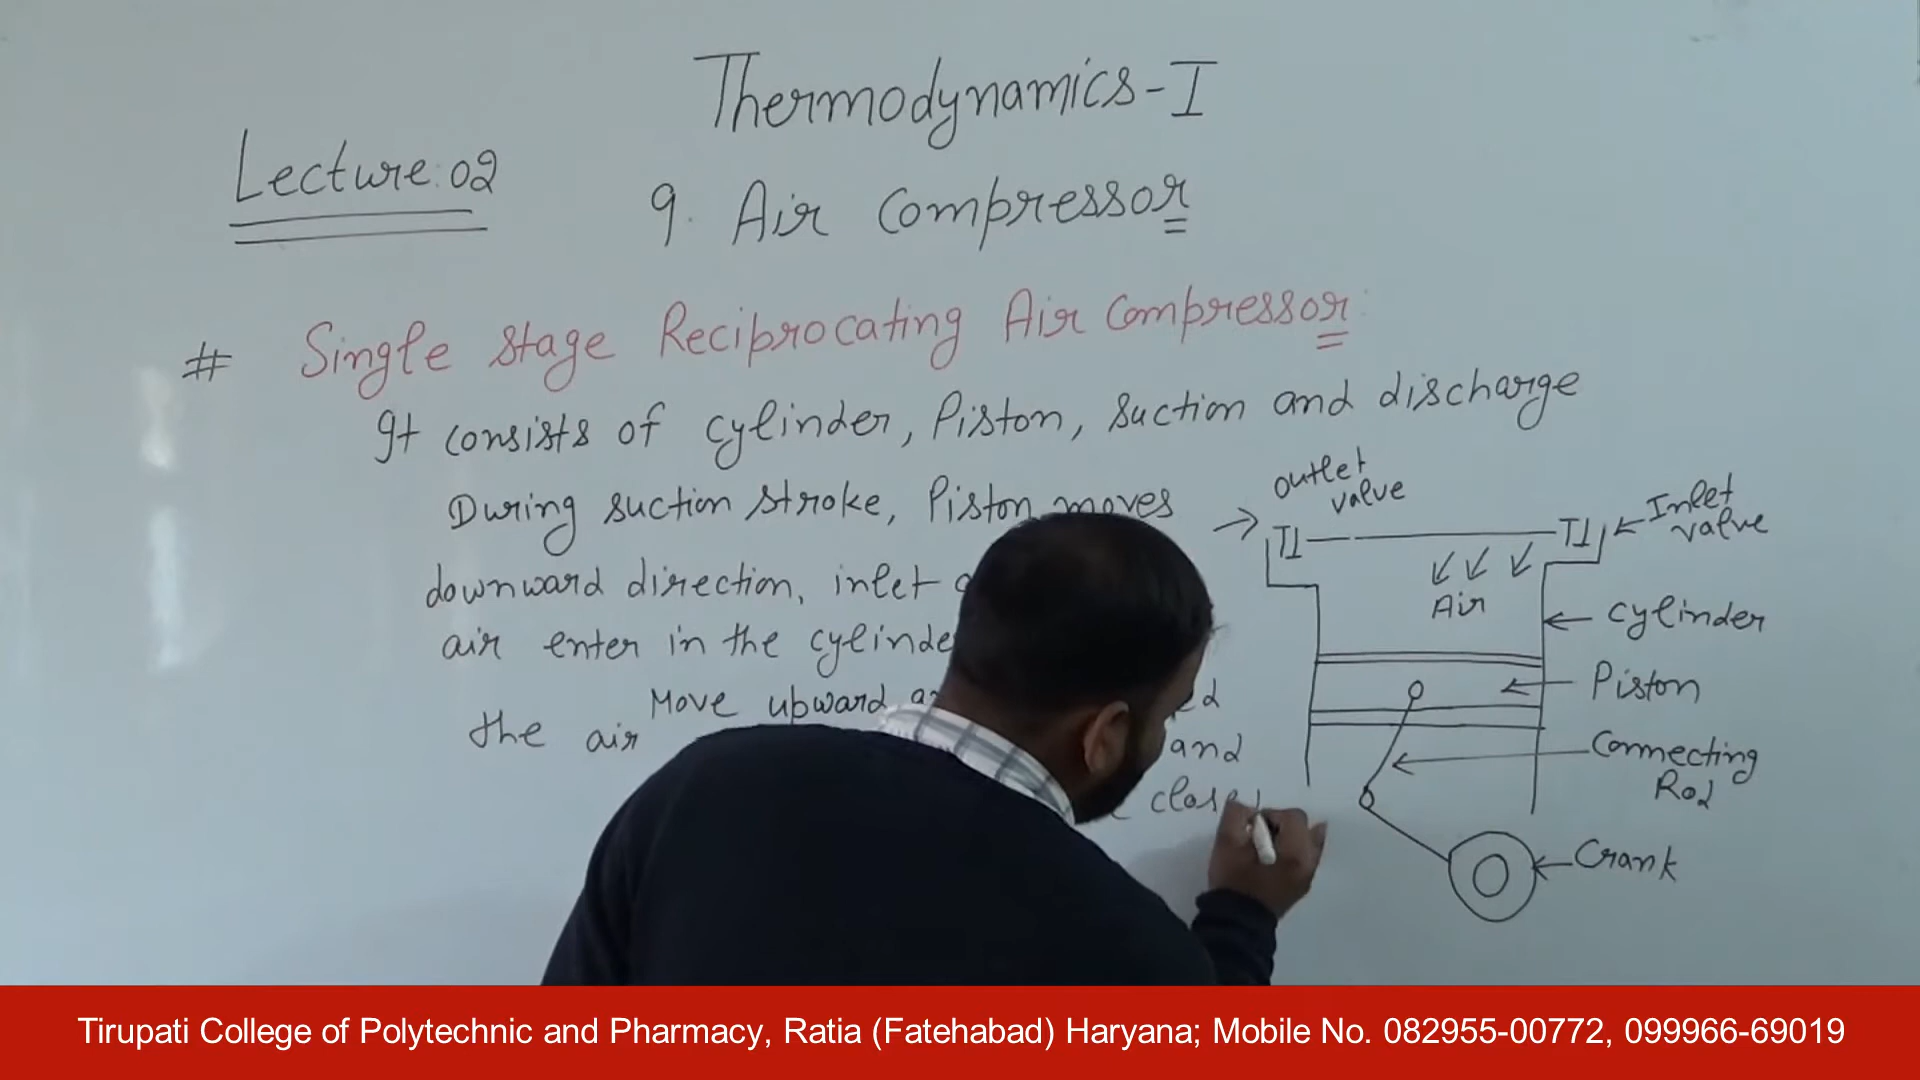 Thermodynamics-I
Lecture: 02
9. Air Compressor
# Single Stage Reciprocating Air Compressor:
It consists of cylinder, Piston, suction and discharge
During suction stroke, Piston moves
downward direction, inlet
air enter in the cylinder
Move upward
the air
and
close
outlet
valve
Inlet
valve
Air
cylinder
Piston
Connecting
Rod
Crank
Tirupati College of Polytechnic and Pharmacy, Ratia (Fatehabad) Haryana; Mobile No. 082955-00772, 099966-69019